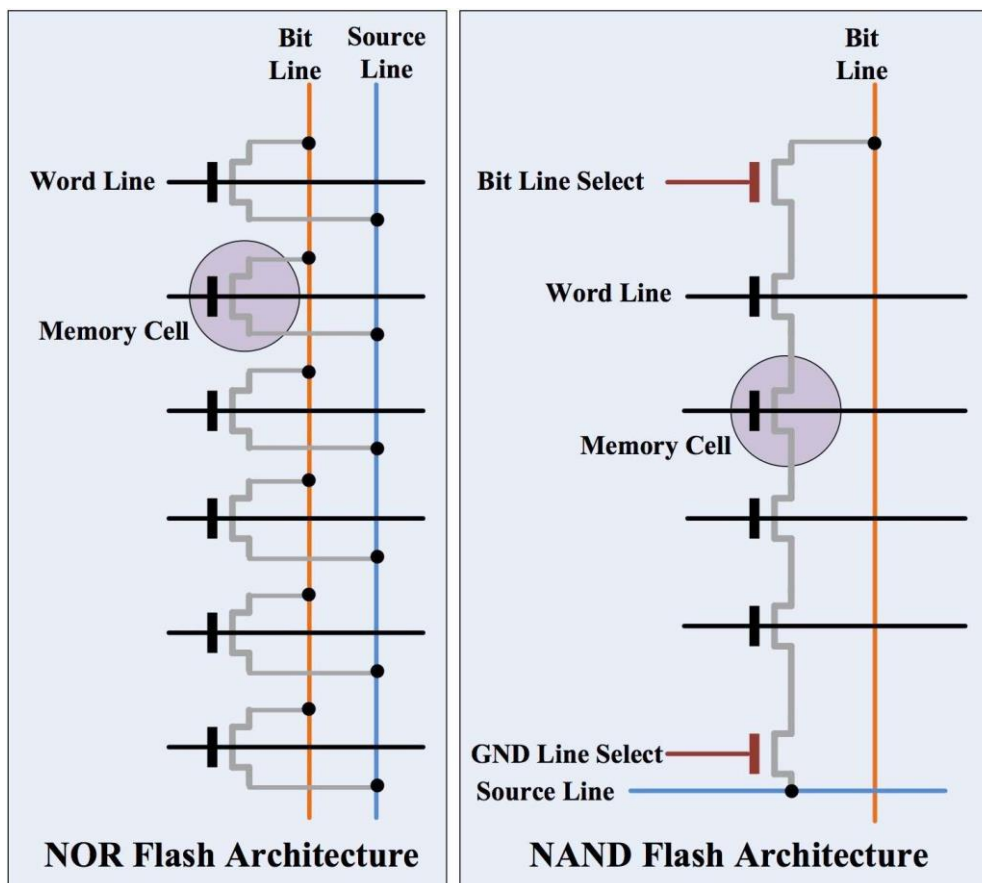 Bit
Line
Source
Line
Word Line
Memory Cell
NOR Flash Architecture
Bit
Line
Bit Line Select
Word Line
Memory Cell
GND Line Select
Source Line
NAND Flash Architecture